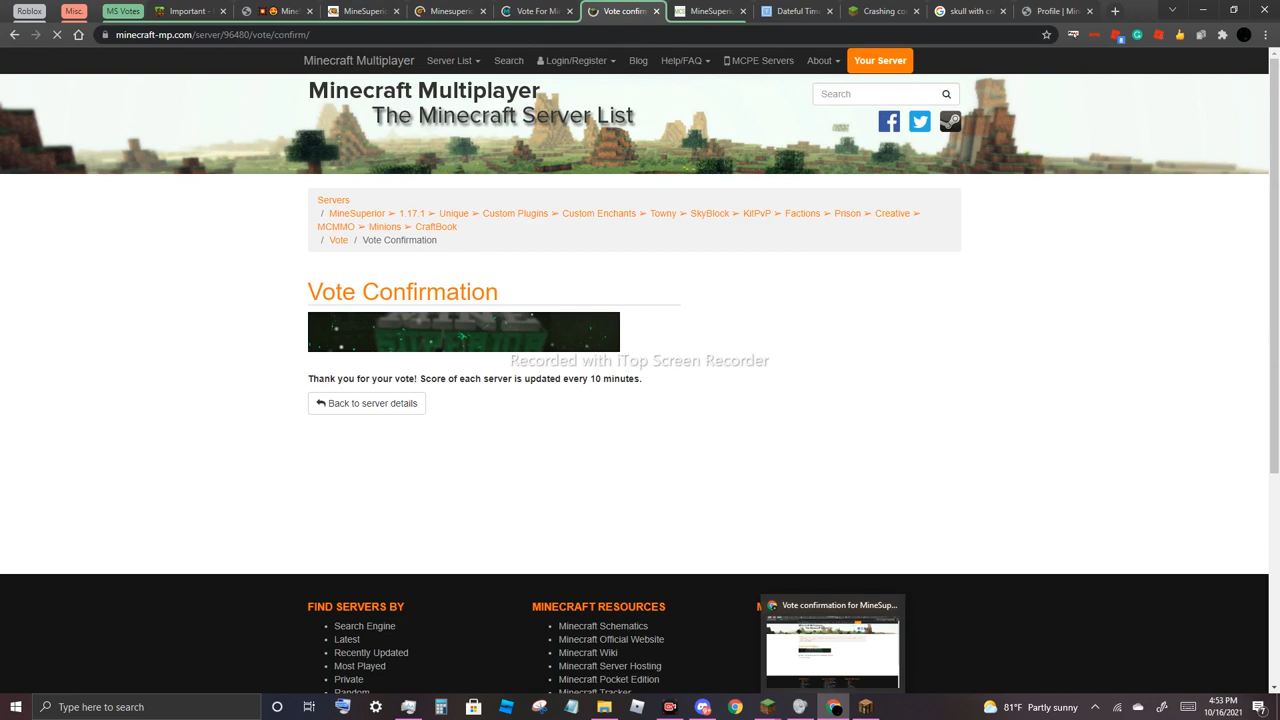 Roblox
Misc.
MS Votes
Important -
Vote For M
Vote confirm
MineSuperi
Dateful Tim
Skull with cr
Profile | Min
minecraft-mp.com/server/96480/vote/confirm/
Minecraft Multiplayer
Server List
Search
Login/Register
Blog
Help/FAQ
MCPE Servers
About
Your Server
Minecraft Multiplayer
The Minecraft Server List
Search
Servers
/ MineSuperior ➢ 1.17.1 ➢ Unique ➢ Custom Plugins ➢ Custom Enchants ➢ Towny ➢ SkyBlock ➢ KitPvP ➢ Factions ➢ Prison ➢ Creative ➢
MCMMO ➢ Minions ➢ CraftBook
/ Vote / Vote Confirmation
Vote Confirmation
Recorded with iTop Screen Recorder
Thank you for your vote! Score of each server is updated every 10 minutes.
Back to server details
FIND SERVERS BY
Search Engine
Latest
Recently Updated
Most Played
Private
Random
MINECRAFT RESOURCES
Minecraft Schematics
Minecraft Official Website
Minecraft Wiki
Minecraft Server Hosting
Minecraft Pocket Edition
Minecraft Tracker
Vote confirmation for MineSup...
Type here to search
81°F Partly sunny
4:53 PM
10/16/2021